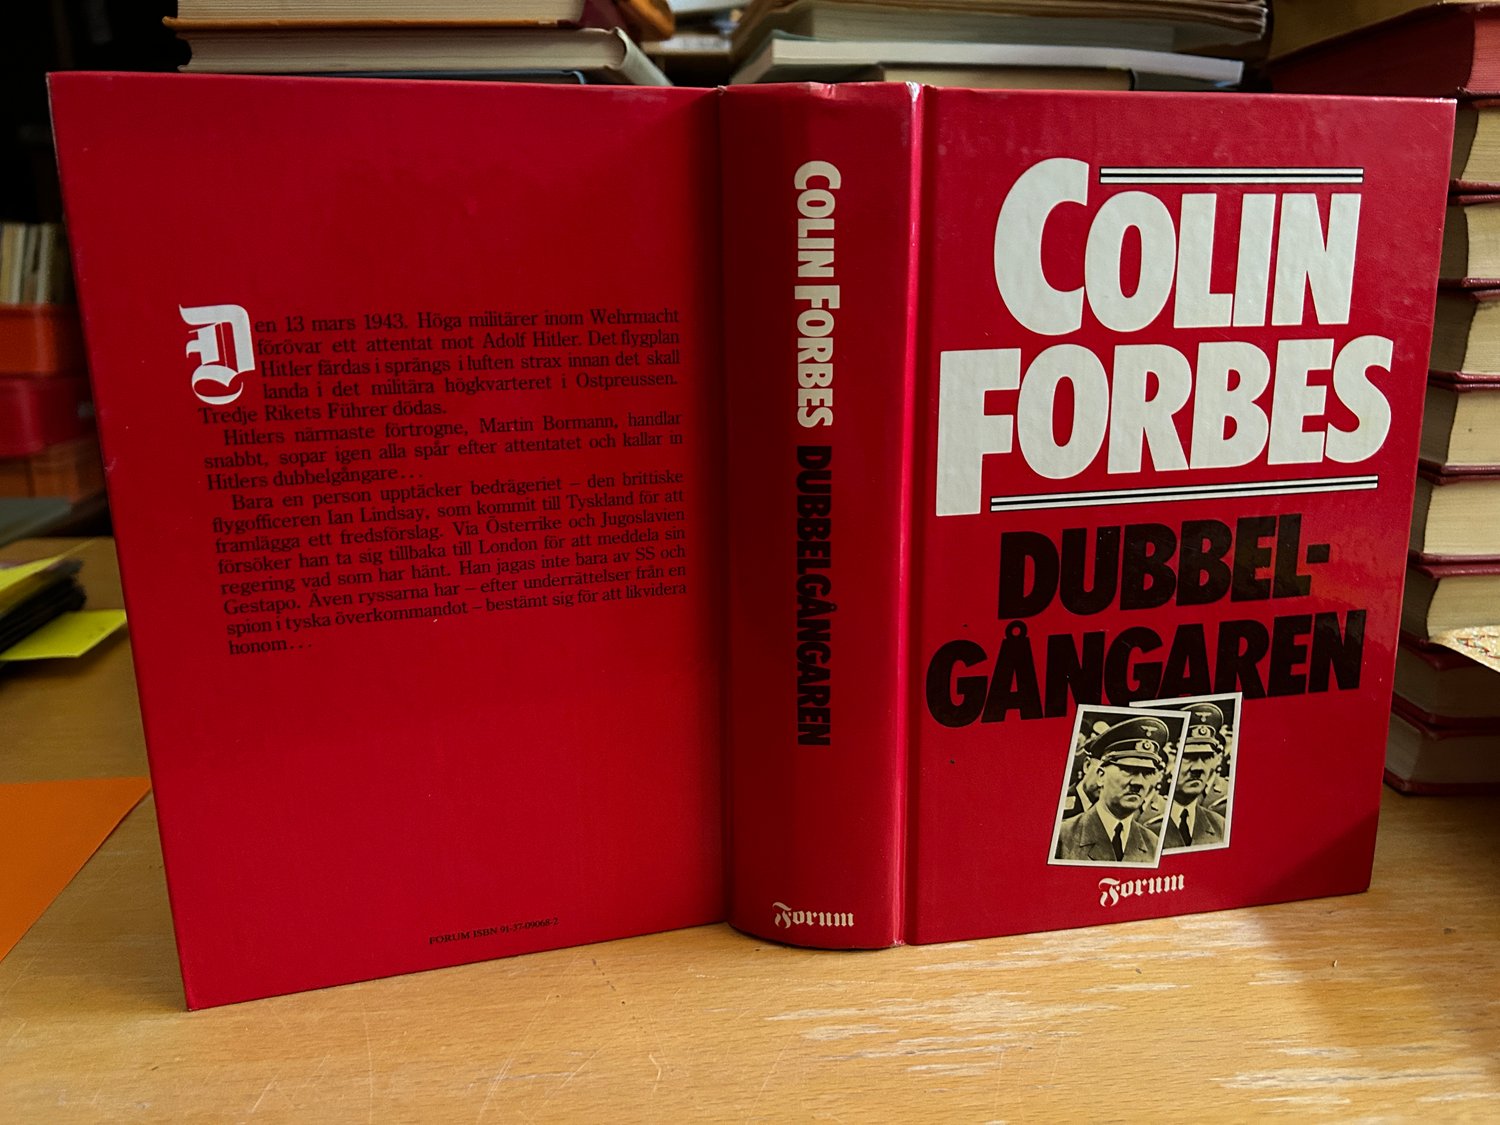 Den 13 mars 1943. Höga militärer inom Wehrmacht
förövar ett attentat mot Adolf Hitler. Det flygplan
Hitler färdas i sprängs i luften strax innan det skall
landa i det militära högkvarteret i Ostpreussen.
Tredje Rikets Führer dödas.
Hitlers närmaste förtrogne, Martin Bormann, handlar
snabbt, sopar igen alla spår efter attentatet och kallar in
Hitlers dubbelgångare...
Bara en person upptäcker bedrägeriet – den brittiske
flygofficeren Ian Lindsay, som kommit till Tyskland för att
framlägga ett fredsförslag. Via Österrike och Jugoslavien
försöker han ta sig tillbaka till London för att meddela sin
regering vad som har hänt. Han jagas inte bara av SS och
Gestapo. Även ryssarna har – efter underrättelser från en
spion i tyska överkommandot – bestämt sig för att likvidera
honom...
FORUM ISBN 91-37-09068-2
COLIN FORBES DUBBELGÅNGAREN
Forum
COLIN
FORBES
DUBBEL-
GÅNGAREN
Forum